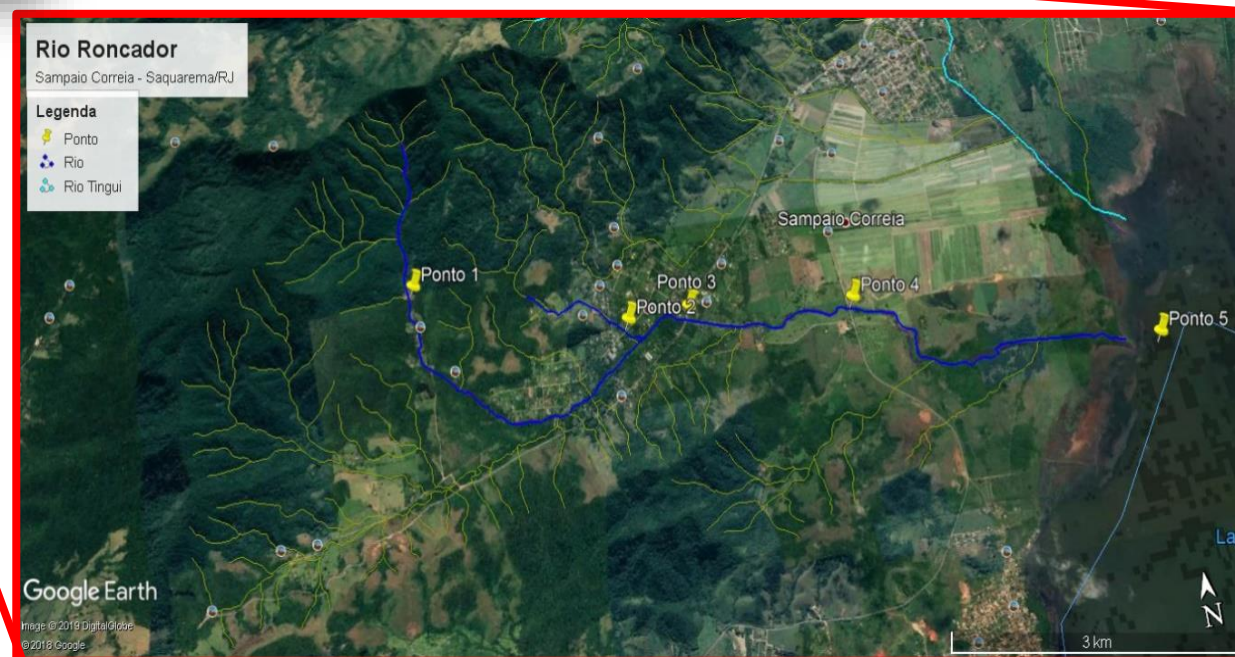 Rio Roncador
Sampaio Correia - Saquarema/RJ
Legenda
Ponto
Rio
Rio Tingui
Sampaio Correia
Ponto 1
Ponto 3
Ponto 4
Ponto 2
Ponto 5
La
Google Earth
Image © 2019 DigitalGlobe
© 2018 Google
N
3 km